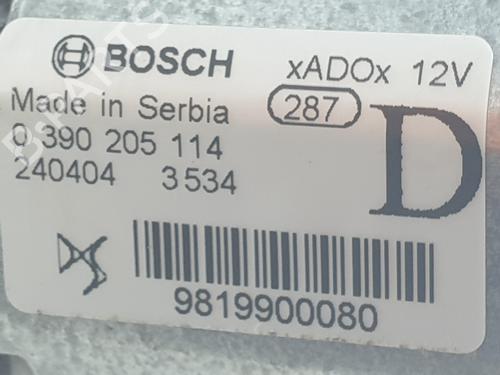 BOSCH xADOx 12V
Made in Serbia 287
0 390 205 114 D
240404 3534
9819900080